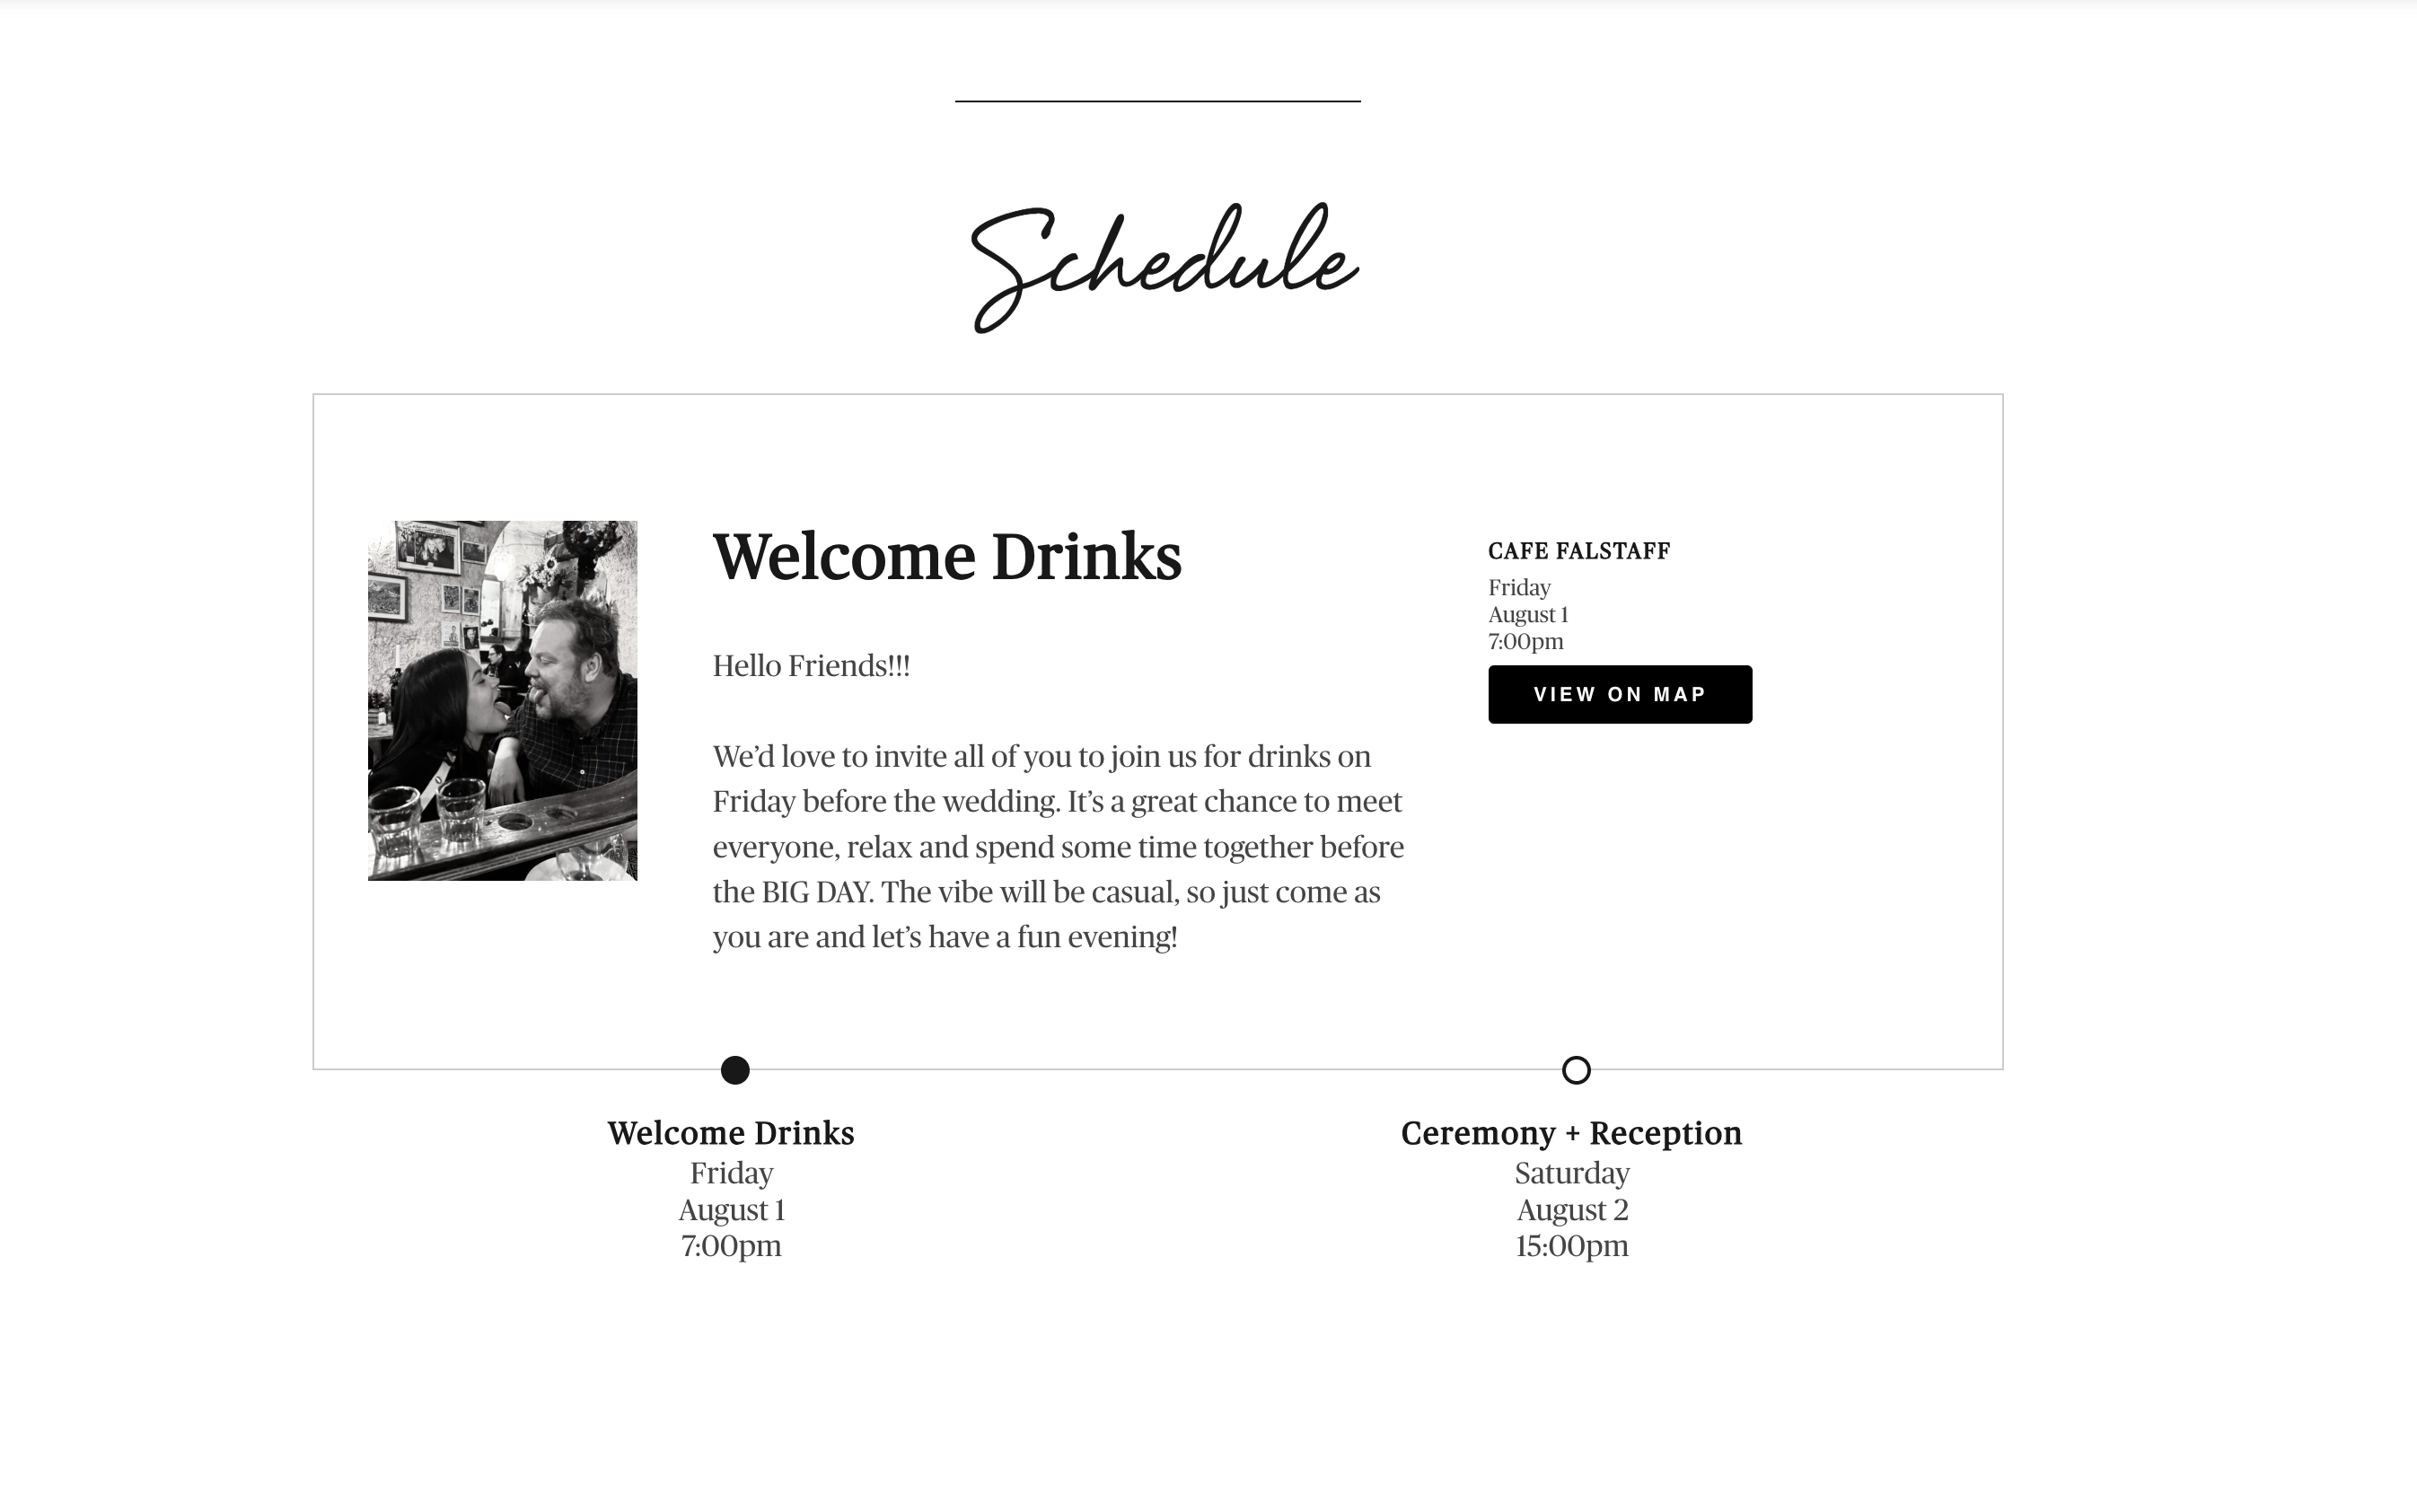 Schedule
Welcome Drinks
Hello Friends!!!
We’d love to invite all of you to join us for drinks on
Friday before the wedding. It’s a great chance to meet
everyone, relax and spend some time together before
the BIG DAY. The vibe will be casual, so just come as
you are and let’s have a fun evening!
CAFE FALSTAFF
Friday
August 1
7:00pm
VIEW ON MAP
Welcome Drinks
Friday
August 1
7:00pm
Ceremony + Reception
Saturday
August 2
15:00pm